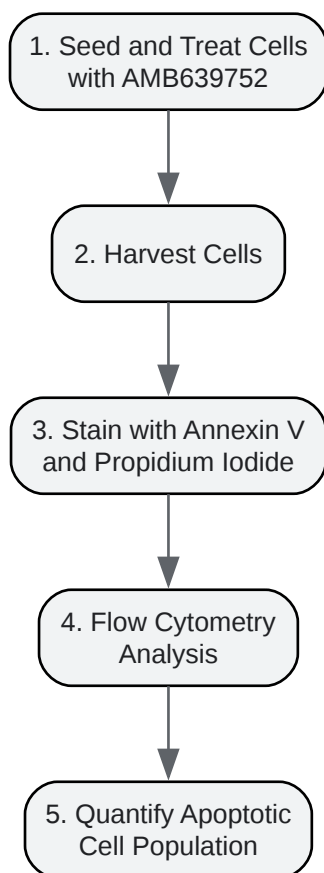 1. Seed and Treat Cells
with AMB639752
2. Harvest Cells
3. Stain with Annexin V
and Propidium Iodide
4. Flow Cytometry
Analysis
5. Quantify Apoptotic
Cell Population